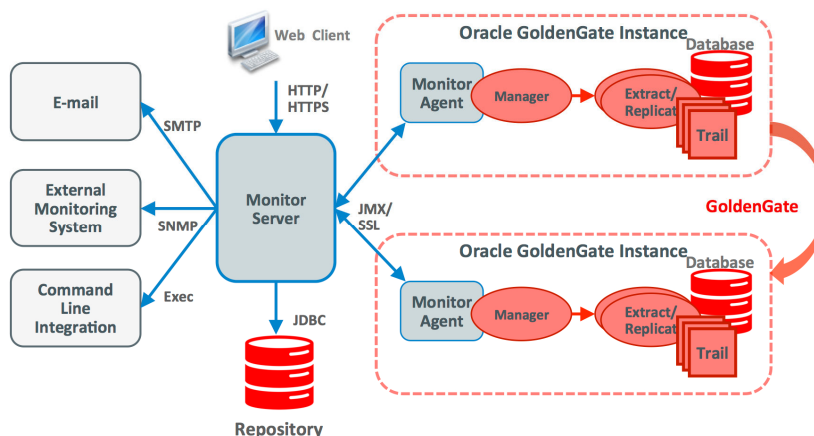 Web Client
HTTP/
HTTPS
E-mail
SMTP
External
Monitoring
System
SNMP
Command
Line
Integration
Exec
Monitor
Server
JDBC
Repository
JMX/
SSL
Oracle GoldenGate Instance
Database
Monitor
Agent
Manager
Extract/
Replicat
Trail
GoldenGate
Oracle GoldenGate Instance
Database
Monitor
Agent
Manager
Extract/
Replicat
Trail